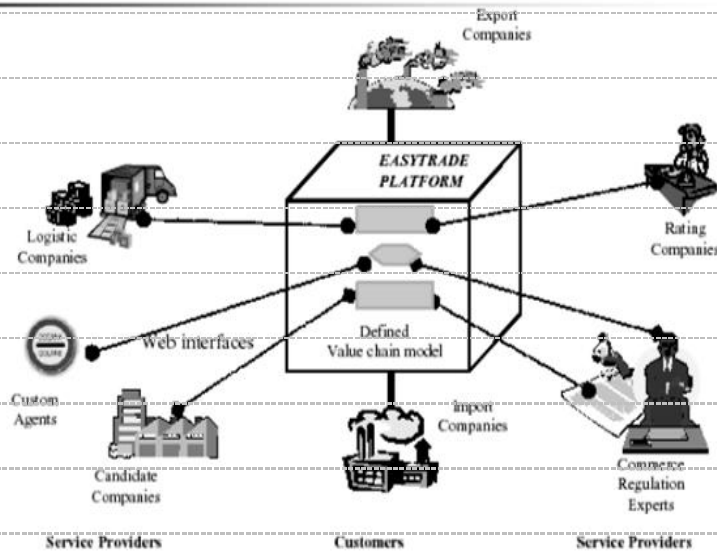 Export
Companies
EASYTRADE
PLATFORM
Logistic
Companies
Rating
Companies
Web interfaces
Defined
Value chain model
Custom
Agents
Import
Companies
Candidate
Companies
Commerce
Regulation
Experts
Service Providers
Customers
Service Providers